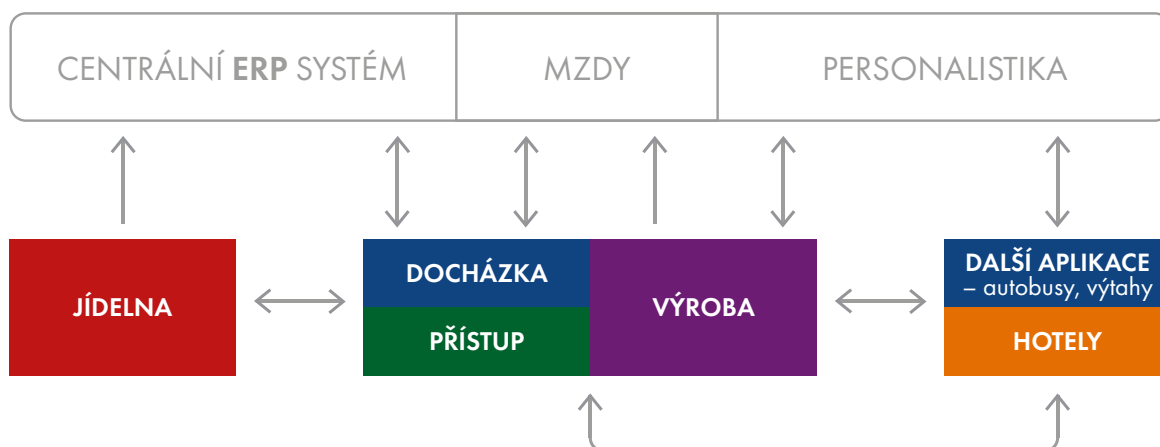 CENTRÁLNÍ ERP SYSTÉM
MZDY
PERSONALISTIKA
JÍDELNA
DOCHÁZKA
PŘÍSTUP
VÝROBA
DALŠÍ APLIKACE
– autobusy, výtahy
HOTELY